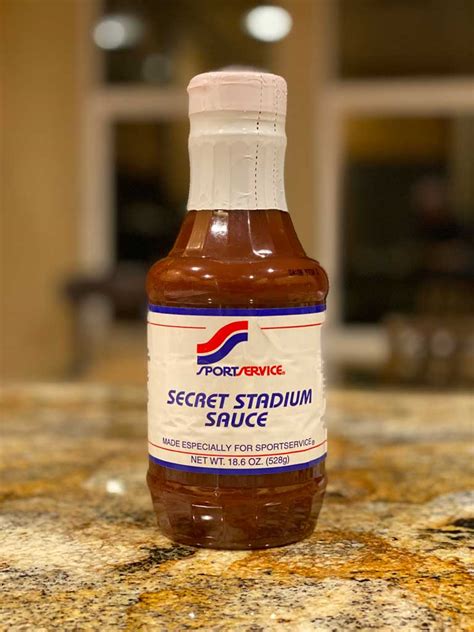 SPORTSERVICE®
SECRET STADIUM
SAUCE
MADE ESPECIALLY FOR SPORTSERVICE®
NET WT. 18.6 OZ. (528g)